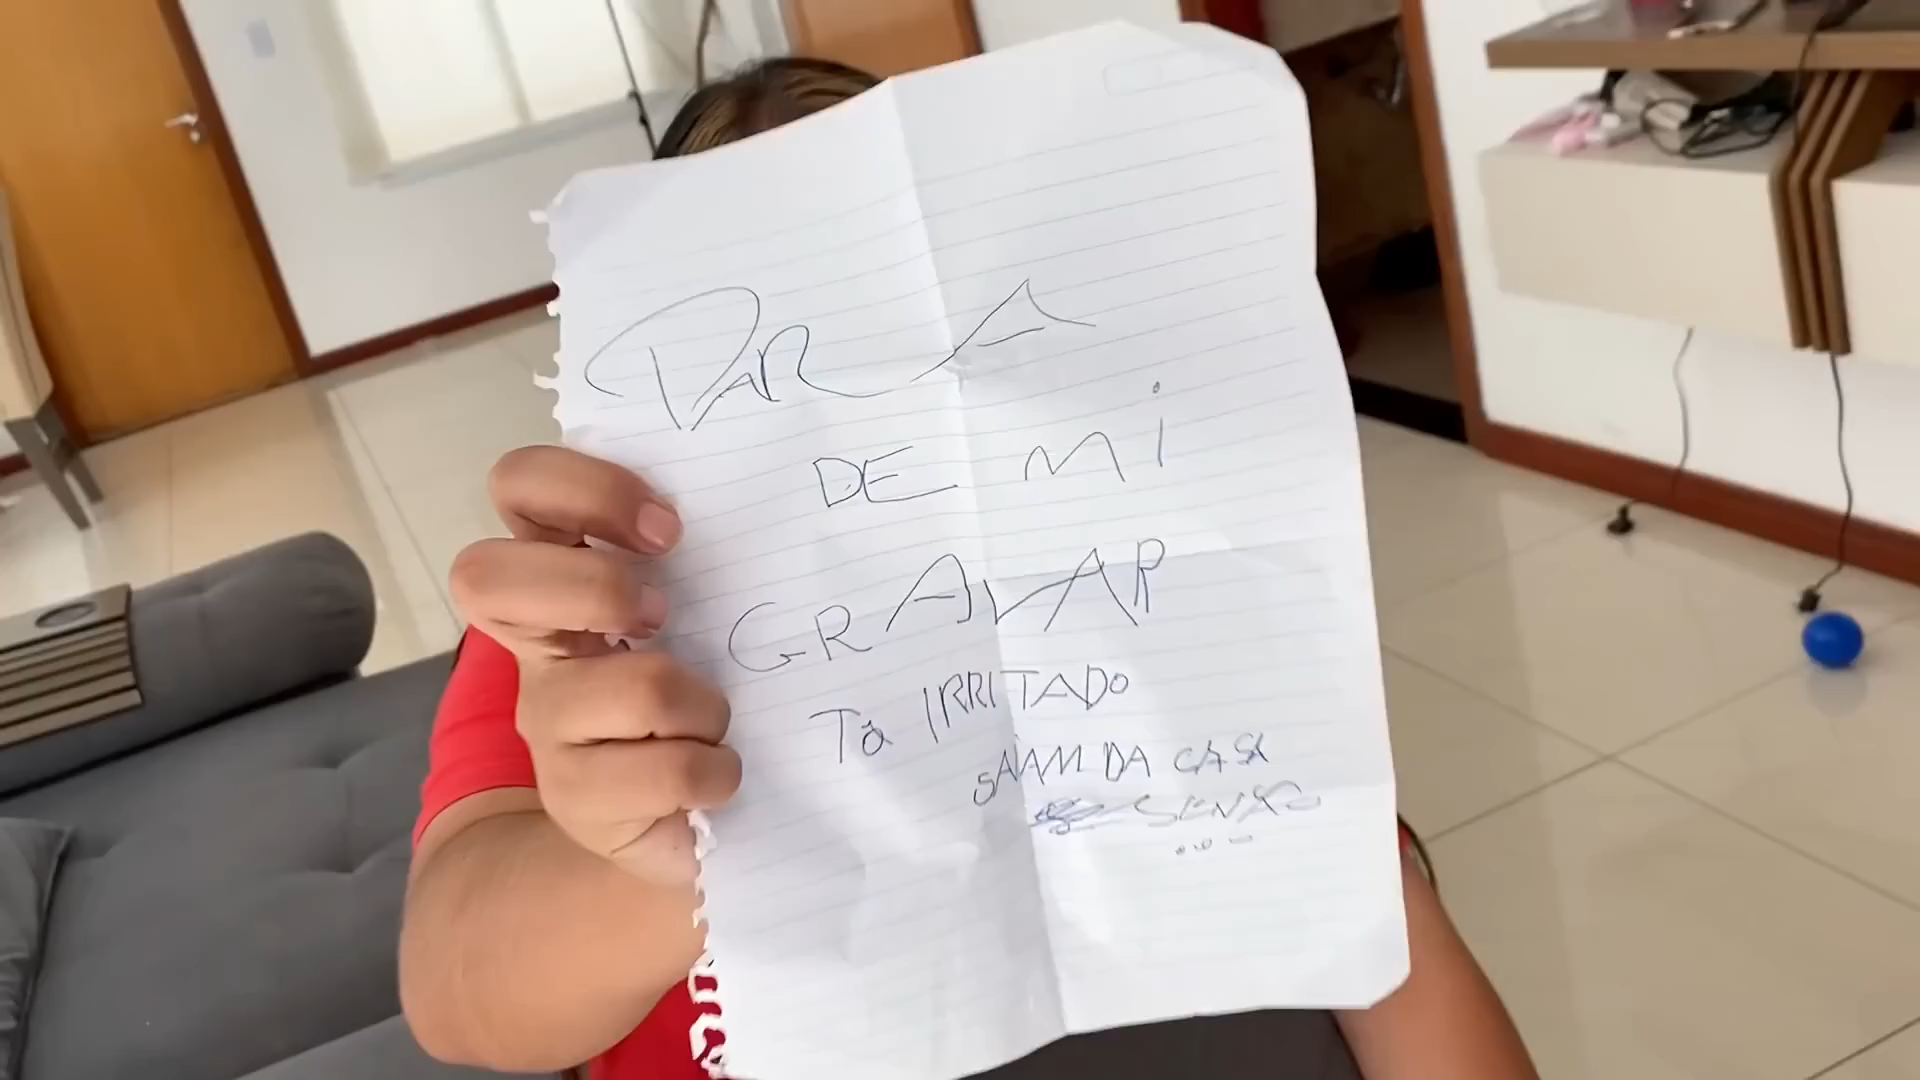 PARA
DE MI
GRAVAR
Tô IRRITADO
SAIAM DA CASA
SENÃO
...